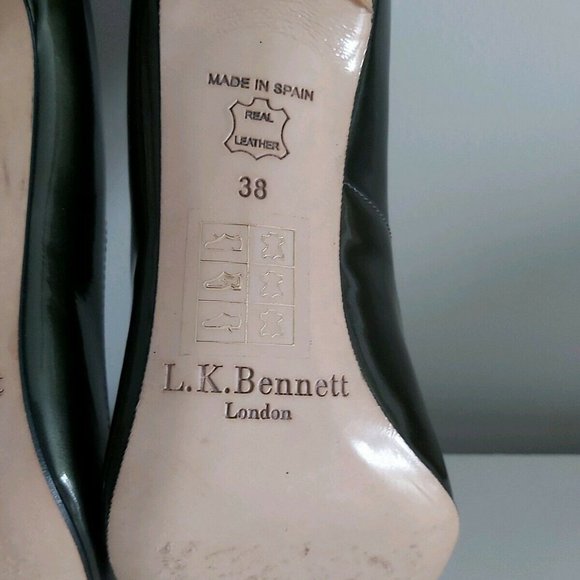 MADE IN SPAIN
REAL
LEATHER
38
L.K.Bennett
London